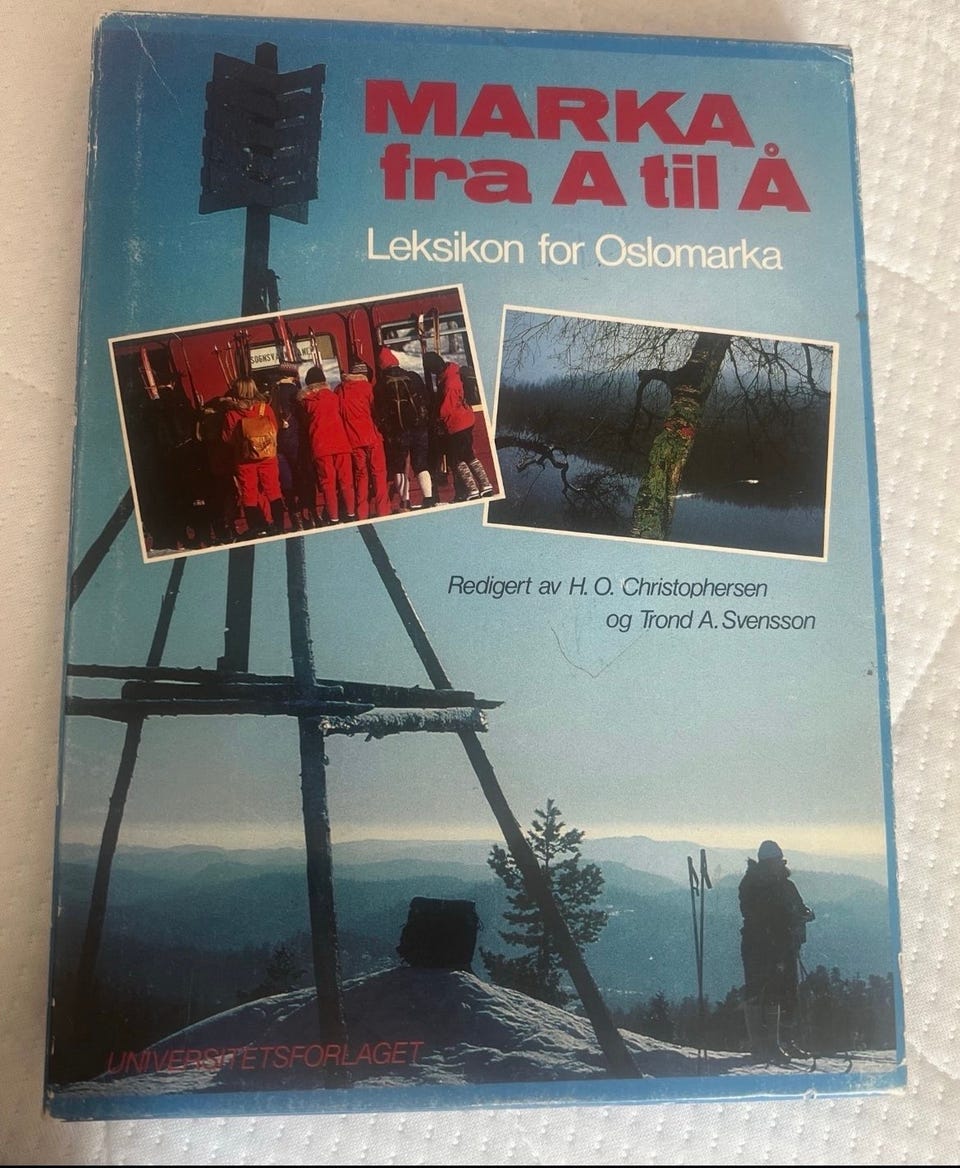 MARKA
fra A til Å
Leksikon for Oslomarka
Redigert av H. O. Christophersen
og Trond A. Svensson
UNIVERSITETSFORLAGET